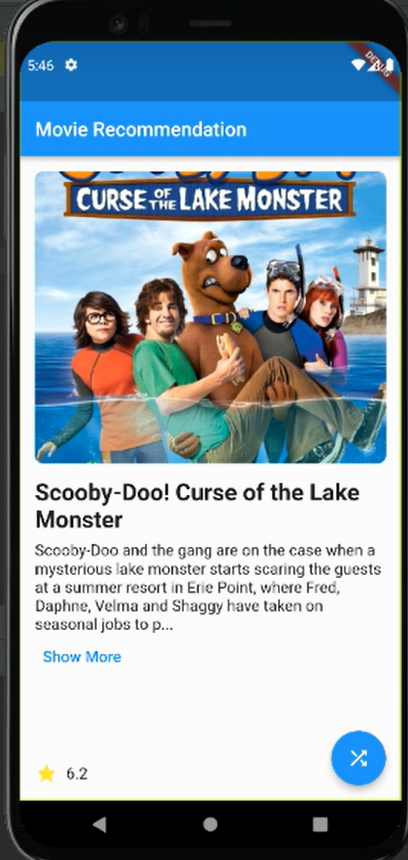 5:46
DEBUG
Movie Recommendation
CURSE OF THE LAKE MONSTER
Scooby-Doo! Curse of the Lake
Monster
Scooby-Doo and the gang are on the case when a
mysterious lake monster starts scaring the guests
at a summer resort in Erie Point, where Fred,
Daphne, Velma and Shaggy have taken on
seasonal jobs to p...
Show More
6.2